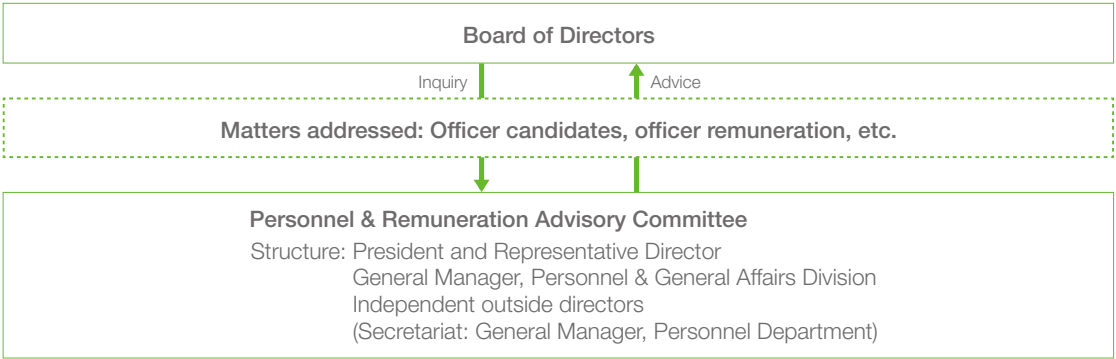 Board of Directors
Inquiry
Advice
Matters addressed: Officer candidates, officer remuneration, etc.
Personnel & Remuneration Advisory Committee
Structure: President and Representative Director
General Manager, Personnel & General Affairs Division
Independent outside directors
(Secretariat: General Manager, Personnel Department)